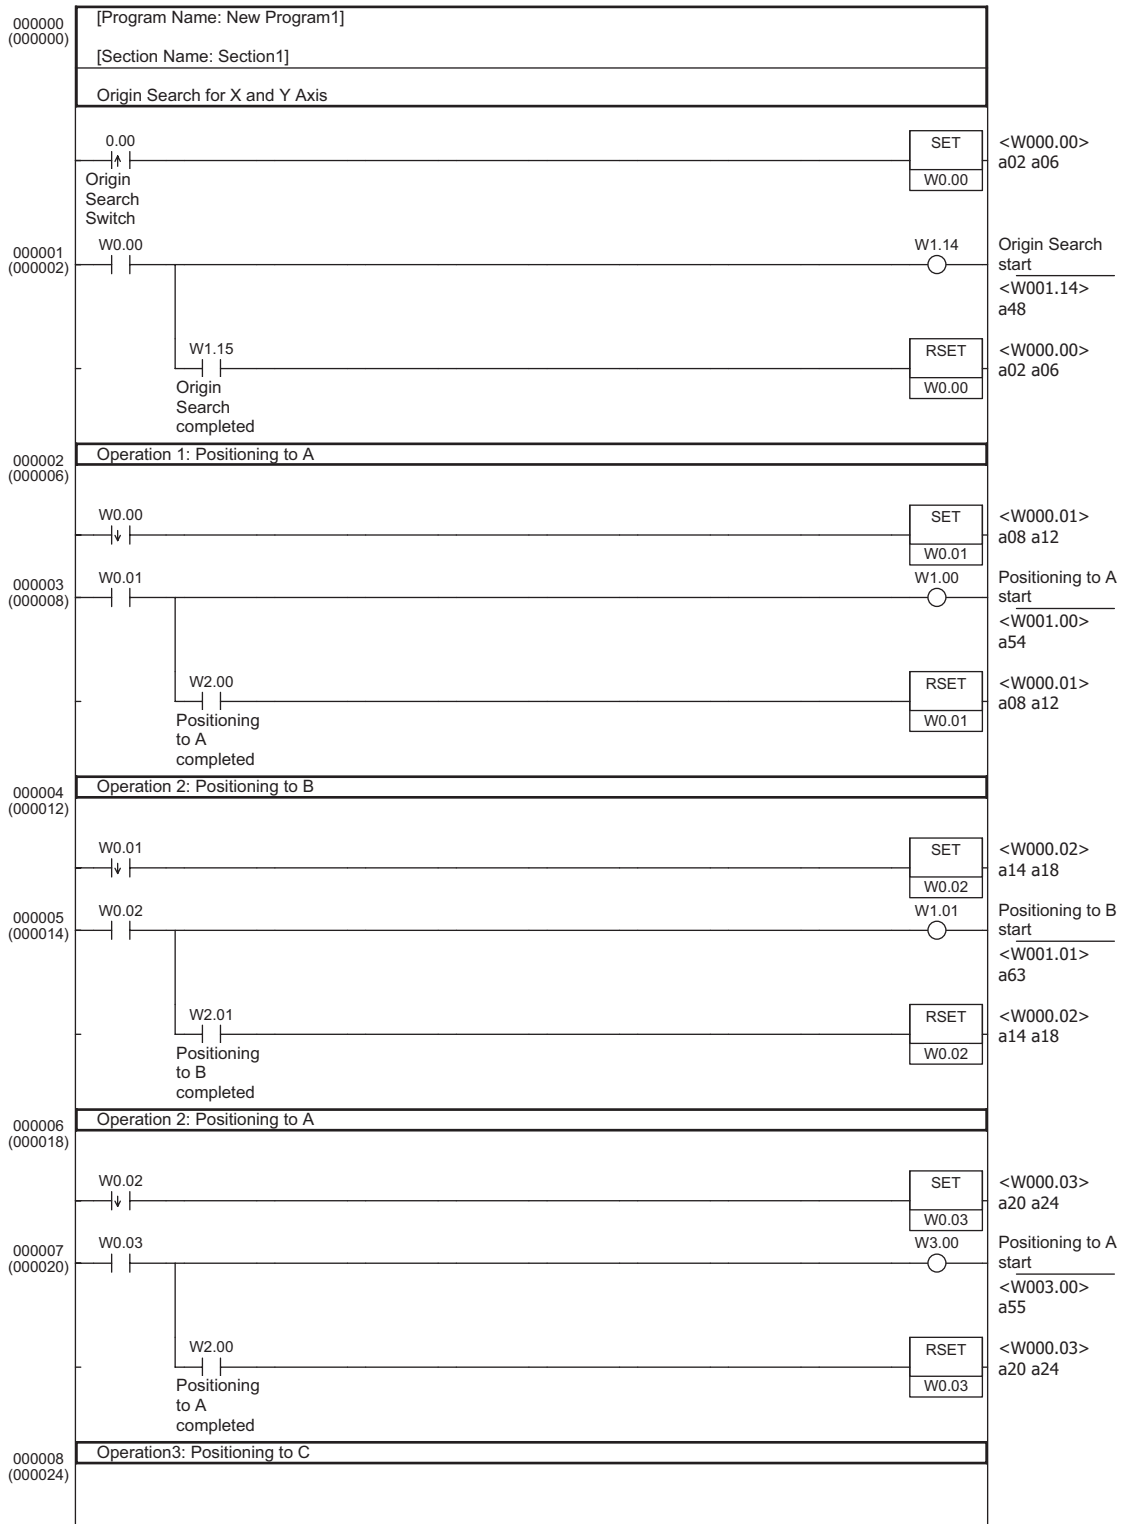 000000
(000000)
[Program Name: New Program1]
[Section Name: Section1]
Origin Search for X and Y Axis
0.00
Origin
Search
Switch
SET
W0.00
<W000.00>
a02 a06
000001
(000002)
W0.00
W1.14
Origin Search
start
<W001.14>
a48
W1.15
Origin
Search
completed
RSET
W0.00
<W000.00>
a02 a06
000002
(000006)
Operation 1: Positioning to A
W0.00
SET
W0.01
<W000.01>
a08 a12
000003
(000008)
W0.01
W1.00
Positioning to A
start
<W001.00>
a54
W2.00
Positioning
to A
completed
RSET
W0.01
<W000.01>
a08 a12
000004
(000012)
Operation 2: Positioning to B
W0.01
SET
W0.02
<W000.02>
a14 a18
000005
(000014)
W0.02
W1.01
Positioning to B
start
<W001.01>
a63
W2.01
Positioning
to B
completed
RSET
W0.02
<W000.02>
a14 a18
000006
(000018)
Operation 2: Positioning to A
W0.02
SET
W0.03
<W000.03>
a20 a24
000007
(000020)
W0.03
W3.00
Positioning to A
start
<W003.00>
a55
W2.00
Positioning
to A
completed
RSET
W0.03
<W000.03>
a20 a24
000008
(000024)
Operation3: Positioning to C